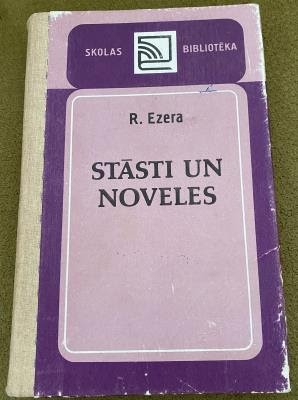 SKOLAS BIBLIOTĒKA
R. Ezera
STĀSTI UN
NOVELES